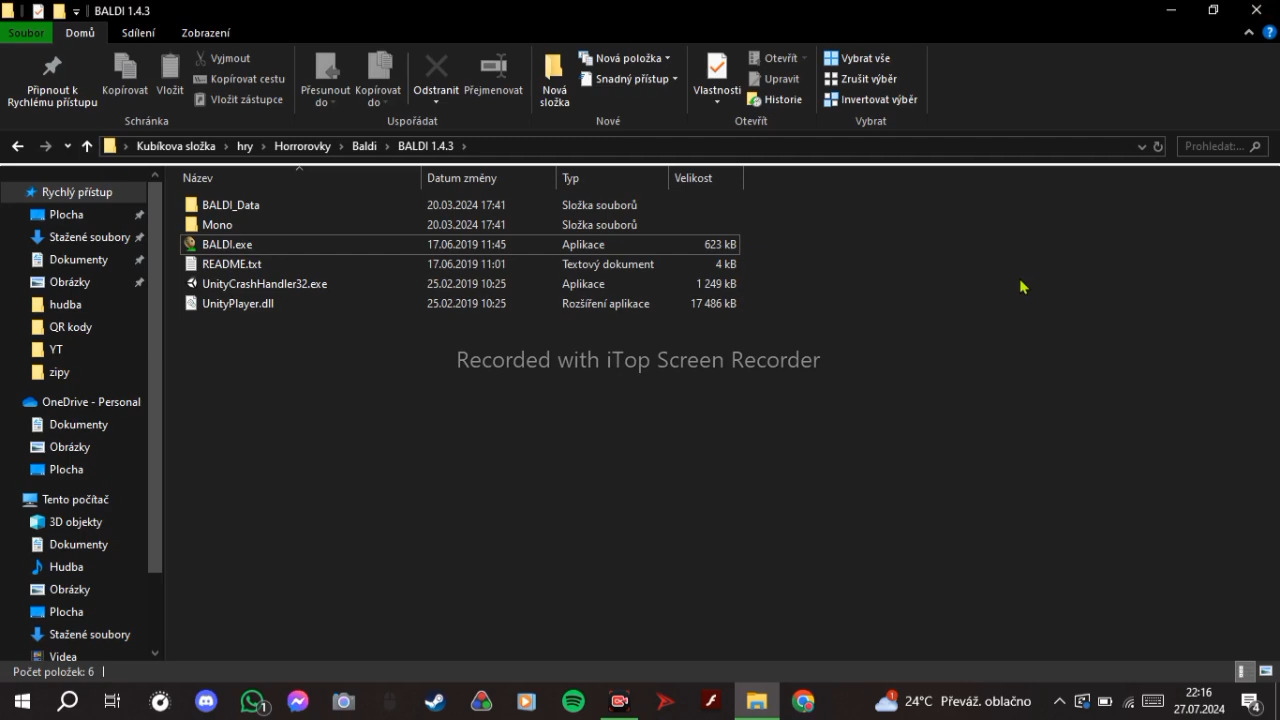 BALDI 1.4.3
Soubor Domů Sdílení Zobrazení
Připnout k Rychlému přístupu
Kopírovat
Vložit
Vyjmout
Kopírovat cestu
Vložit zástupce
Schránka
Přesunout do
Kopírovat do
Odstranit
Přejmenovat
Uspořádat
Nová složka
Nová položka
Snadný přístup
Nové
Vlastnosti
Otevřít
Upravit
Historie
Otevřít
Vybrat vše
Zrušit výběr
Invertovat výběr
Vybrat
Kubíkova složka hry Horrorovky Baldi BALDI 1.4.3
Prohledat:...
Název Datum změny Typ Velikost
BALDI_Data 20.03.2024 17:41 Složka souborů
Mono 20.03.2024 17:41 Složka souborů
BALDI.exe 17.06.2019 11:45 Aplikace 623 kB
README.txt 17.06.2019 11:01 Textový dokument 4 kB
UnityCrashHandler32.exe 25.02.2019 10:25 Aplikace 1 249 kB
UnityPlayer.dll 25.02.2019 10:25 Rozšíření aplikace 17 486 kB
Rychlý přístup
Plocha
Stažené soubory
Dokumenty
Obrázky
hudba
QR kody
YT
zipy
OneDrive - Personal
Dokumenty
Obrázky
Plocha
Tento počítač
3D objekty
Dokumenty
Hudba
Obrázky
Plocha
Stažené soubory
Videa
Recorded with iTop Screen Recorder
Počet položek: 6
1
1
24°C Převáž. oblačno
22:16
27.07.2024
4